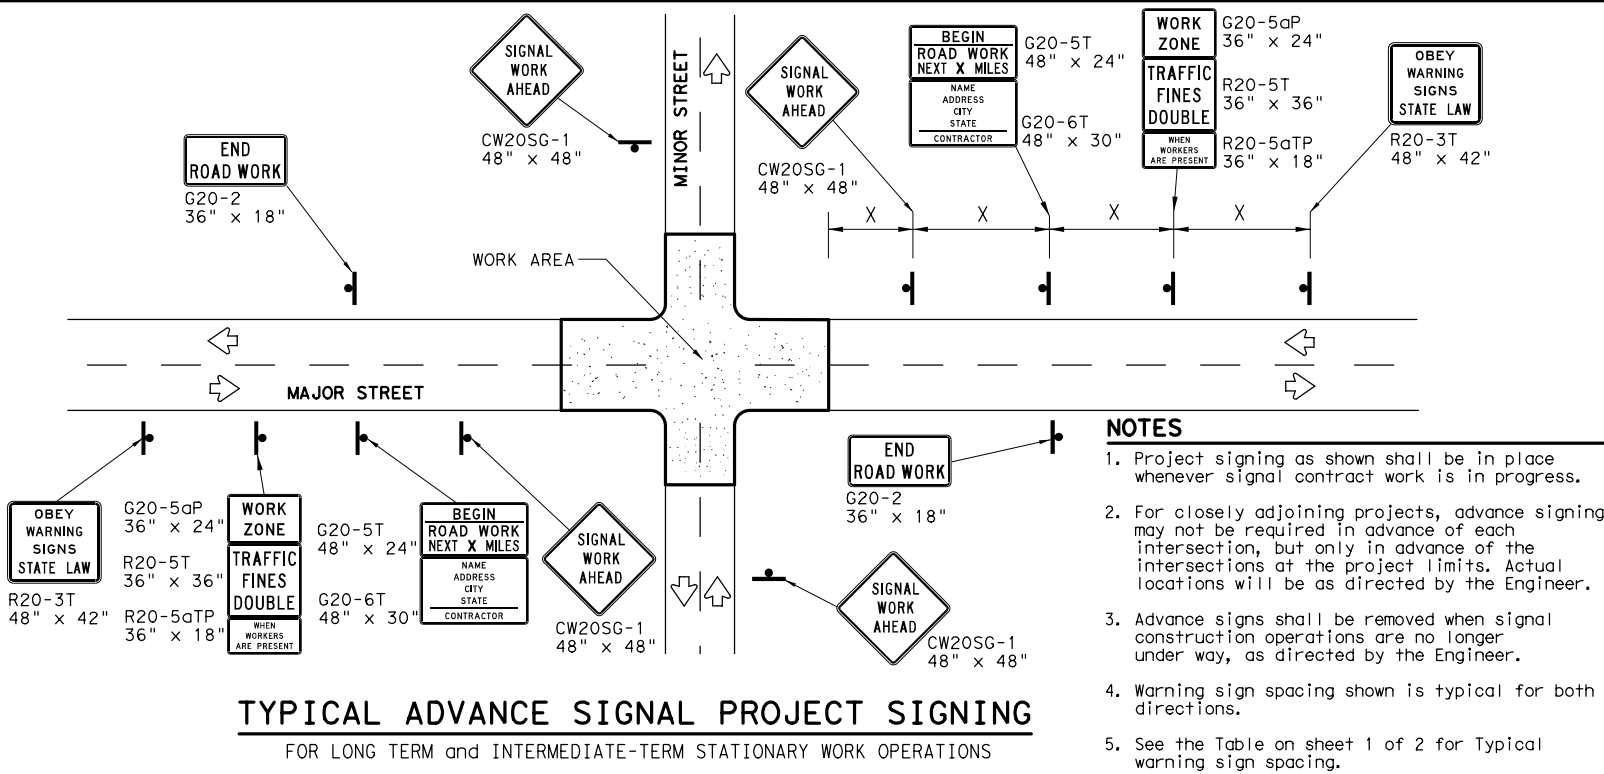 SIGNAL
WORK
AHEAD
CW20SG-1
48" x 48"
END
ROAD WORK
G20-2
36" x 18"
MINOR STREET
SIGNAL
WORK
AHEAD
CW20SG-1
48" x 48"
BEGIN
ROAD WORK
NEXT X MILES
NAME
ADDRESS
CITY
STATE
CONTRACTOR
G20-5T
48" x 24"
G20-6T
48" x 30"
WORK
ZONE
TRAFFIC
FINES
DOUBLE
WHEN
WORKERS
ARE PRESENT
G20-5aP
36" x 24"
R20-5T
36" x 36"
R20-5aTP
36" x 18"
OBEY
WARNING
SIGNS
STATE LAW
R20-3T
48" x 42"
X
X
X
X
WORK AREA
MAJOR STREET
OBEY
WARNING
SIGNS
STATE LAW
R20-3T
48" x 42"
G20-5aP
36" x 24"
R20-5T
36" x 36"
R20-5aTP
36" x 18"
WORK
ZONE
TRAFFIC
FINES
DOUBLE
WHEN
WORKERS
ARE PRESENT
G20-5T
48" x 24"
G20-6T
48" x 30"
BEGIN
ROAD WORK
NEXT X MILES
NAME
ADDRESS
CITY
STATE
CONTRACTOR
SIGNAL
WORK
AHEAD
CW20SG-1
48" x 48"
END
ROAD WORK
G20-2
36" x 18"
SIGNAL
WORK
AHEAD
CW20SG-1
48" x 48"
NOTES
1. Project signing as shown shall be in place
whenever signal contract work is in progress.
2. For closely adjoining projects, advance signing
may not be required in advance of each
intersection, but only in advance of the
intersections at the project limits. Actual
locations will be as directed by the Engineer.
3. Advance signs shall be removed when signal
construction operations are no longer
under way, as directed by the Engineer.
4. Warning sign spacing shown is typical for both
directions.
5. See the Table on sheet 1 of 2 for Typical
warning sign spacing.
TYPICAL ADVANCE SIGNAL PROJECT SIGNING
FOR LONG TERM and INTERMEDIATE-TERM STATIONARY WORK OPERATIONS